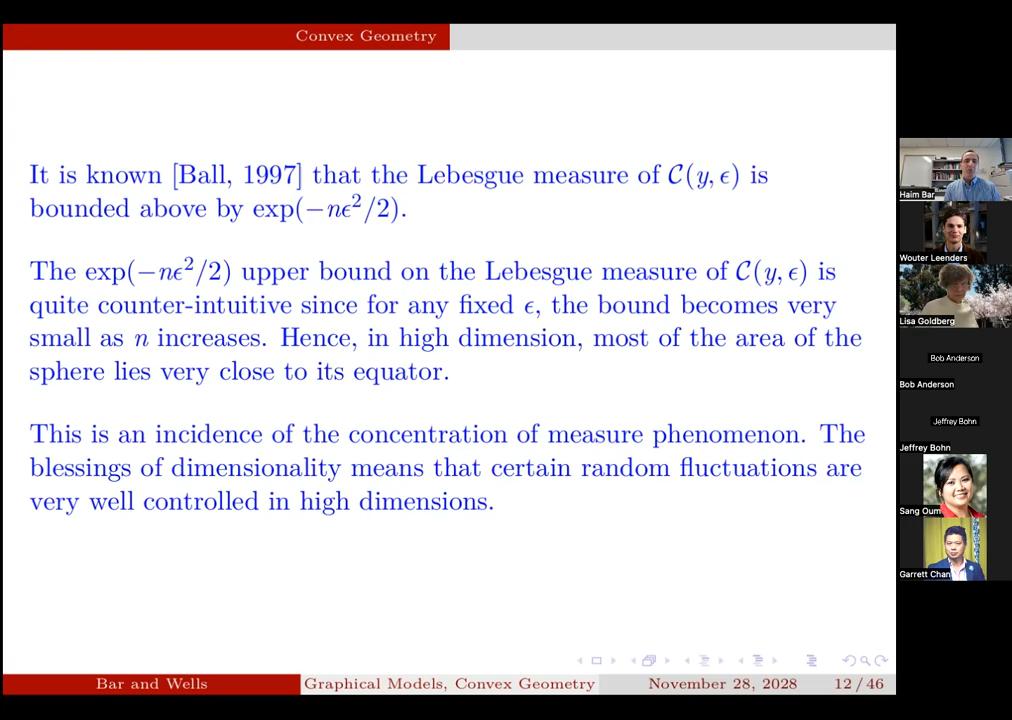 Convex Geometry
It is known [Ball, 1997] that the Lebesgue measure of 𝒞(y, ϵ) is
bounded above by exp(−nϵ²/2).
The exp(−nϵ²/2) upper bound on the Lebesgue measure of 𝒞(y, ϵ) is
quite counter-intuitive since for any fixed ϵ, the bound becomes very
small as n increases. Hence, in high dimension, most of the area of the
sphere lies very close to its equator.
This is an incidence of the concentration of measure phenomenon. The
blessings of dimensionality means that certain random fluctuations are
very well controlled in high dimensions.
Bar and Wells
Graphical Models, Convex Geometry
November 28, 2028
12 / 46
Haim Bar
Wouter Leenders
Lisa Goldberg
Bob Anderson
Bob Anderson
Jeffrey Bohn
Jeffrey Bohn
Sang Oum
Garrett Chan